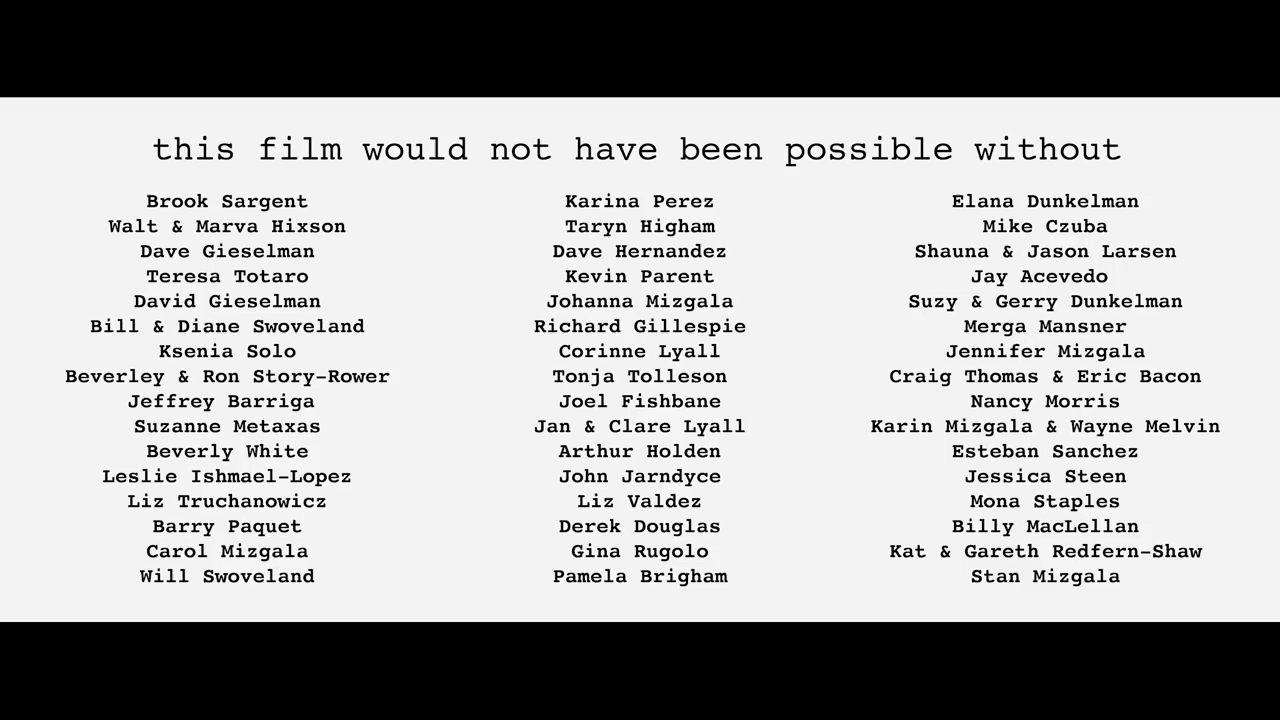 this film would not have been possible without
Brook Sargent
Walt & Marva Hixson
Dave Gieselman
Teresa Totaro
David Gieselman
Bill & Diane Swoveland
Ksenia Solo
Beverley & Ron Story-Rower
Jeffrey Barriga
Suzanne Metaxas
Beverly White
Leslie Ishmael-Lopez
Liz Truchanowicz
Barry Paquet
Carol Mizgala
Will Swoveland
Karina Perez
Taryn Higham
Dave Hernandez
Kevin Parent
Johanna Mizgala
Richard Gillespie
Corinne Lyall
Tonja Tolleson
Joel Fishbane
Jan & Clare Lyall
Arthur Holden
John Jarndyce
Liz Valdez
Derek Douglas
Gina Rugolo
Pamela Brigham
Elana Dunkelman
Mike Czuba
Shauna & Jason Larsen
Jay Acevedo
Suzy & Gerry Dunkelman
Merga Mansner
Jennifer Mizgala
Craig Thomas & Eric Bacon
Nancy Morris
Karin Mizgala & Wayne Melvin
Esteban Sanchez
Jessica Steen
Mona Staples
Billy MacLellan
Kat & Gareth Redfern-Shaw
Stan Mizgala